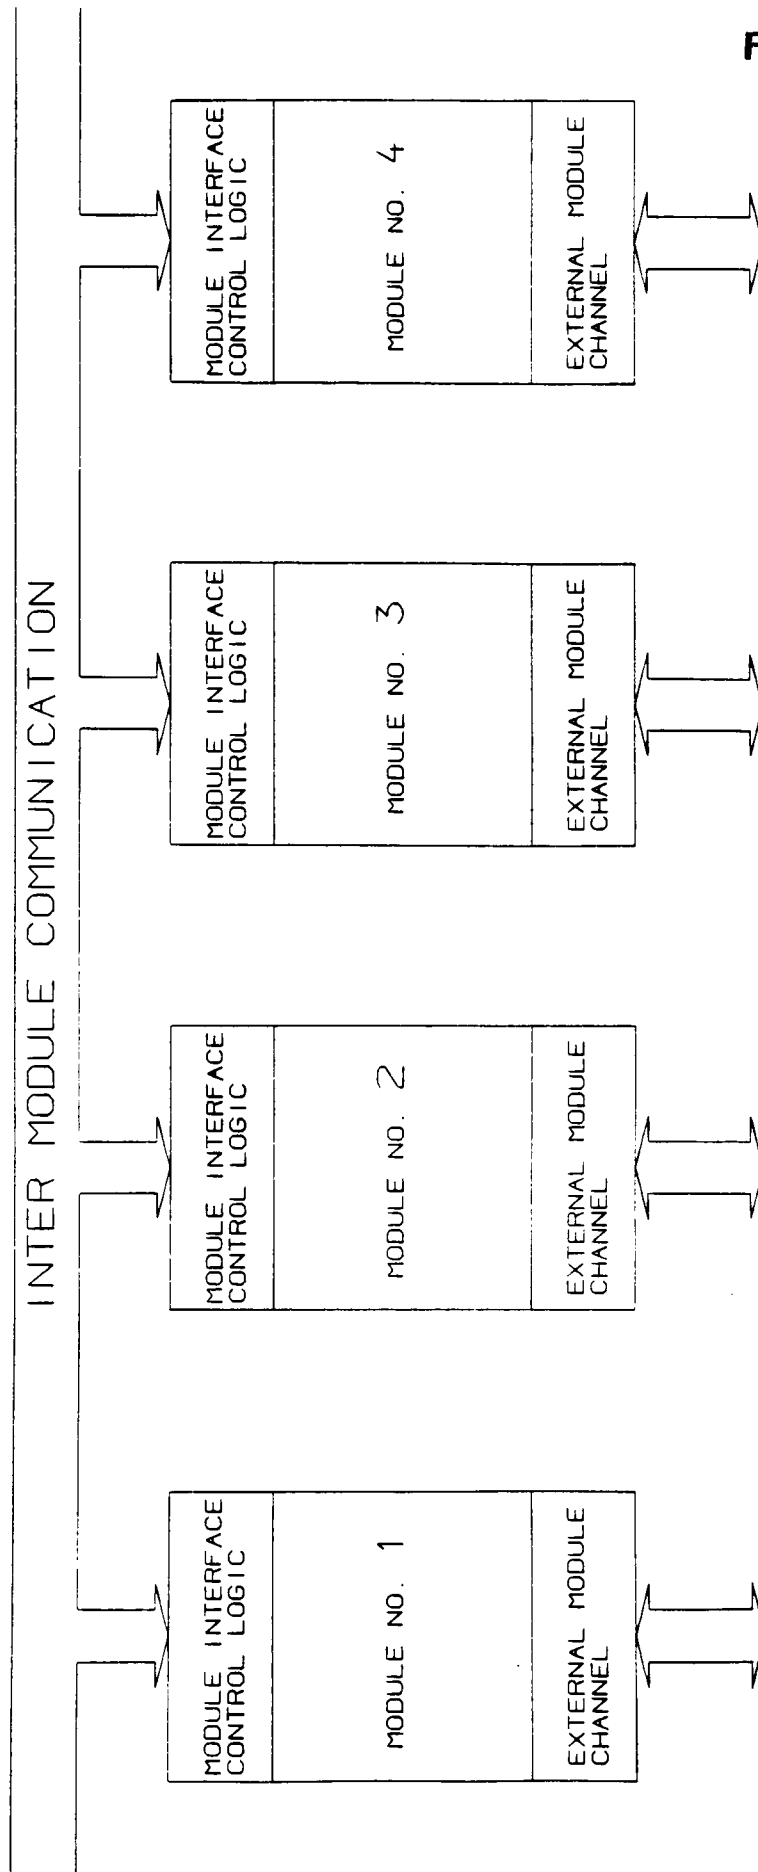 INTER MODULE COMMUNICATION
MODULE INTERFACE
CONTROL LOGIC
MODULE NO. 1
EXTERNAL MODULE
CHANNEL
MODULE INTERFACE
CONTROL LOGIC
MODULE NO. 2
EXTERNAL MODULE
CHANNEL
MODULE INTERFACE
CONTROL LOGIC
MODULE NO. 3
EXTERNAL MODULE
CHANNEL
MODULE INTERFACE
CONTROL LOGIC
MODULE NO. 4
EXTERNAL MODULE
CHANNEL